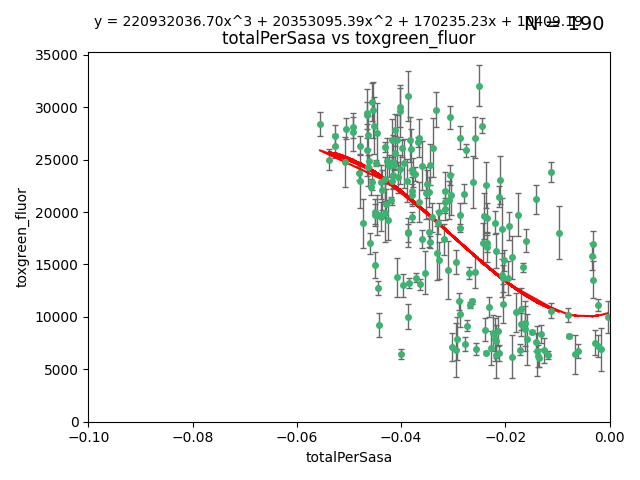 y = 220932036.70x^3 + 20353095.39x^2 + 170235.23x + 10409.19
N = 190
totalPerSasa vs toxgreen_fluor
35000
30000
25000
20000
15000
10000
5000
0
toxgreen_fluor
−0.10
−0.08
−0.06
−0.04
−0.02
0.00
totalPerSasa